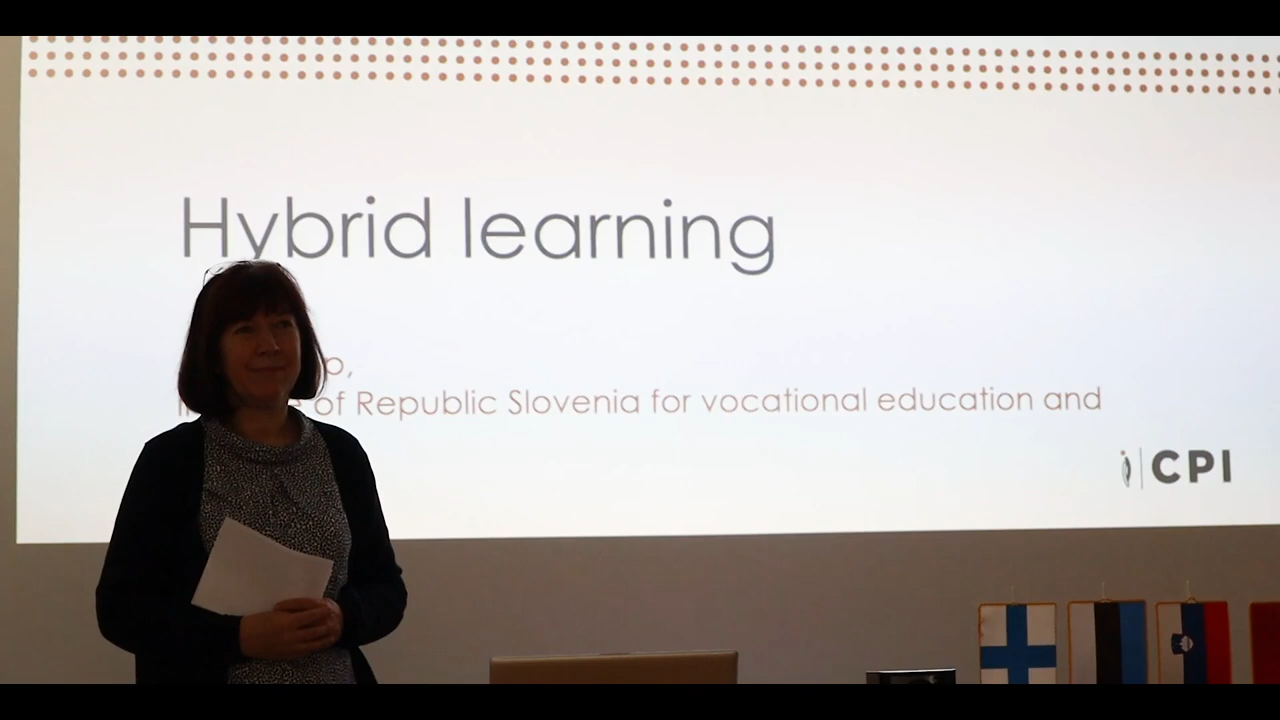 Hybrid learning
p,
of Republic Slovenia for vocational education and
CPI